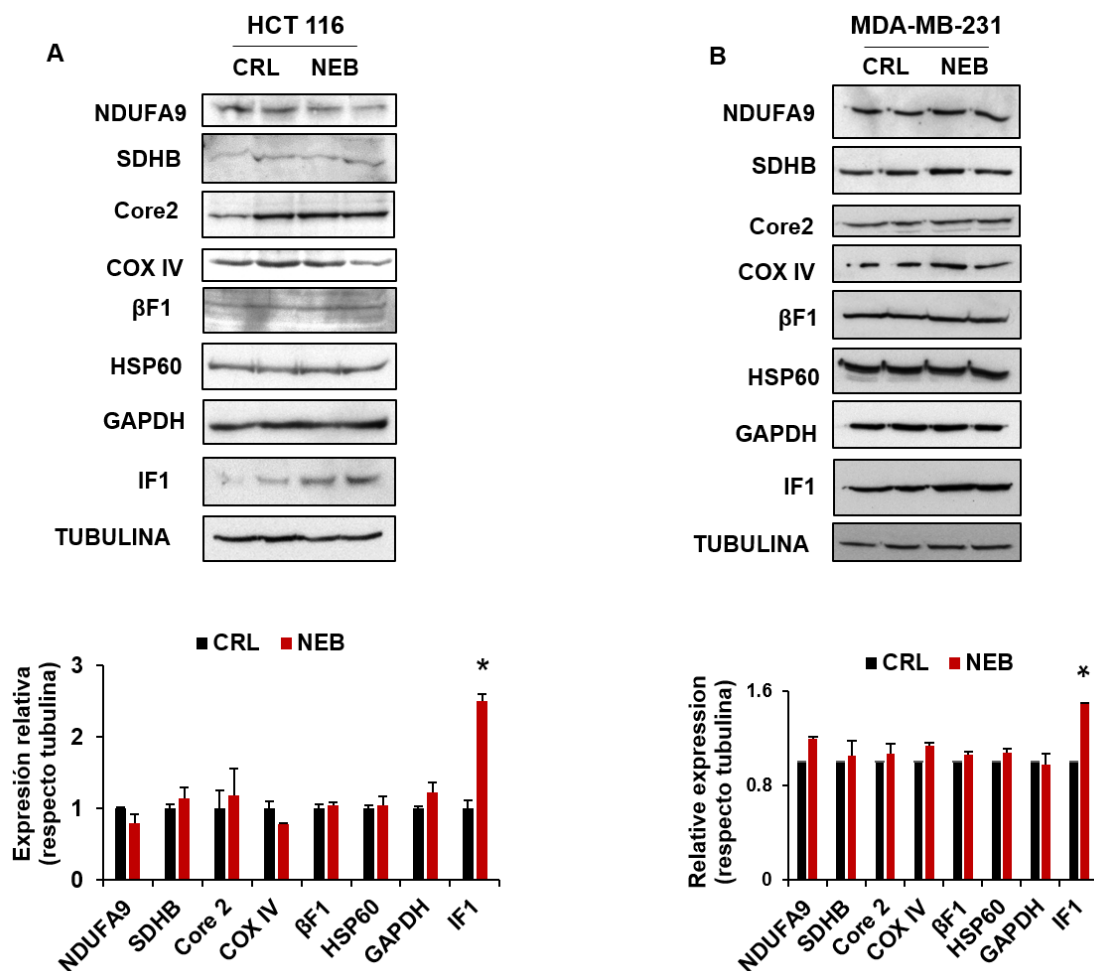 A
HCT 116
CRL NEB
NDUFA9
SDHB
Core2
COX IV
βF1
HSP60
GAPDH
IF1
TUBULINA
CRL NEB
Expresión relativa
(respecto tubulina)
3
2
1
0
*
NDUFA9
SDHB
Core 2
COX IV
βF1
HSP60
GAPDH
IF1
B
MDA-MB-231
CRL NEB
NDUFA9
SDHB
Core2
COX IV
βF1
HSP60
GAPDH
IF1
TUBULINA
CRL NEB
Relative expression
(respecto tubulina)
1.6
0.8
0
*
NDUFA9
SDHB
Core 2
COX IV
βF1
HSP60
GAPDH
IF1